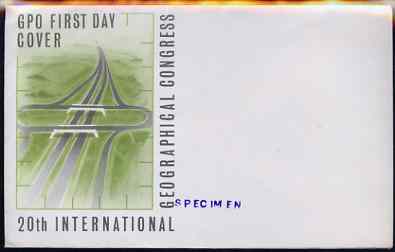 GPO FIRST DAY
COVER
GEOGRAPHICAL CONGRESS
SPECIMEN
20th INTERNATIONAL